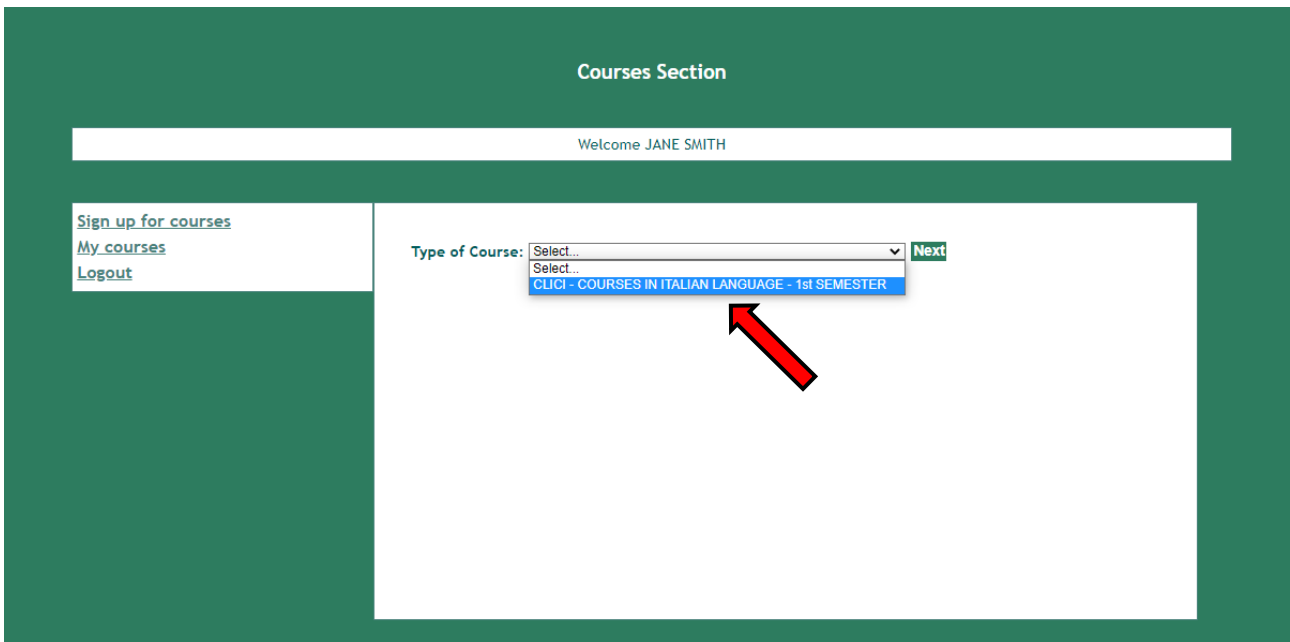 Courses Section
Welcome JANE SMITH
Sign up for courses
My courses
Logout
Type of Course: Select... Next
Select...
CLICI - COURSES IN ITALIAN LANGUAGE - 1st SEMESTER